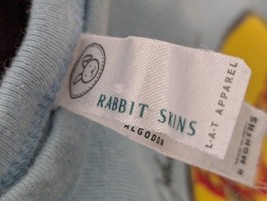 RABBIT SKINS
ALGODON
L·A·T APPAREL
6 MONTHS